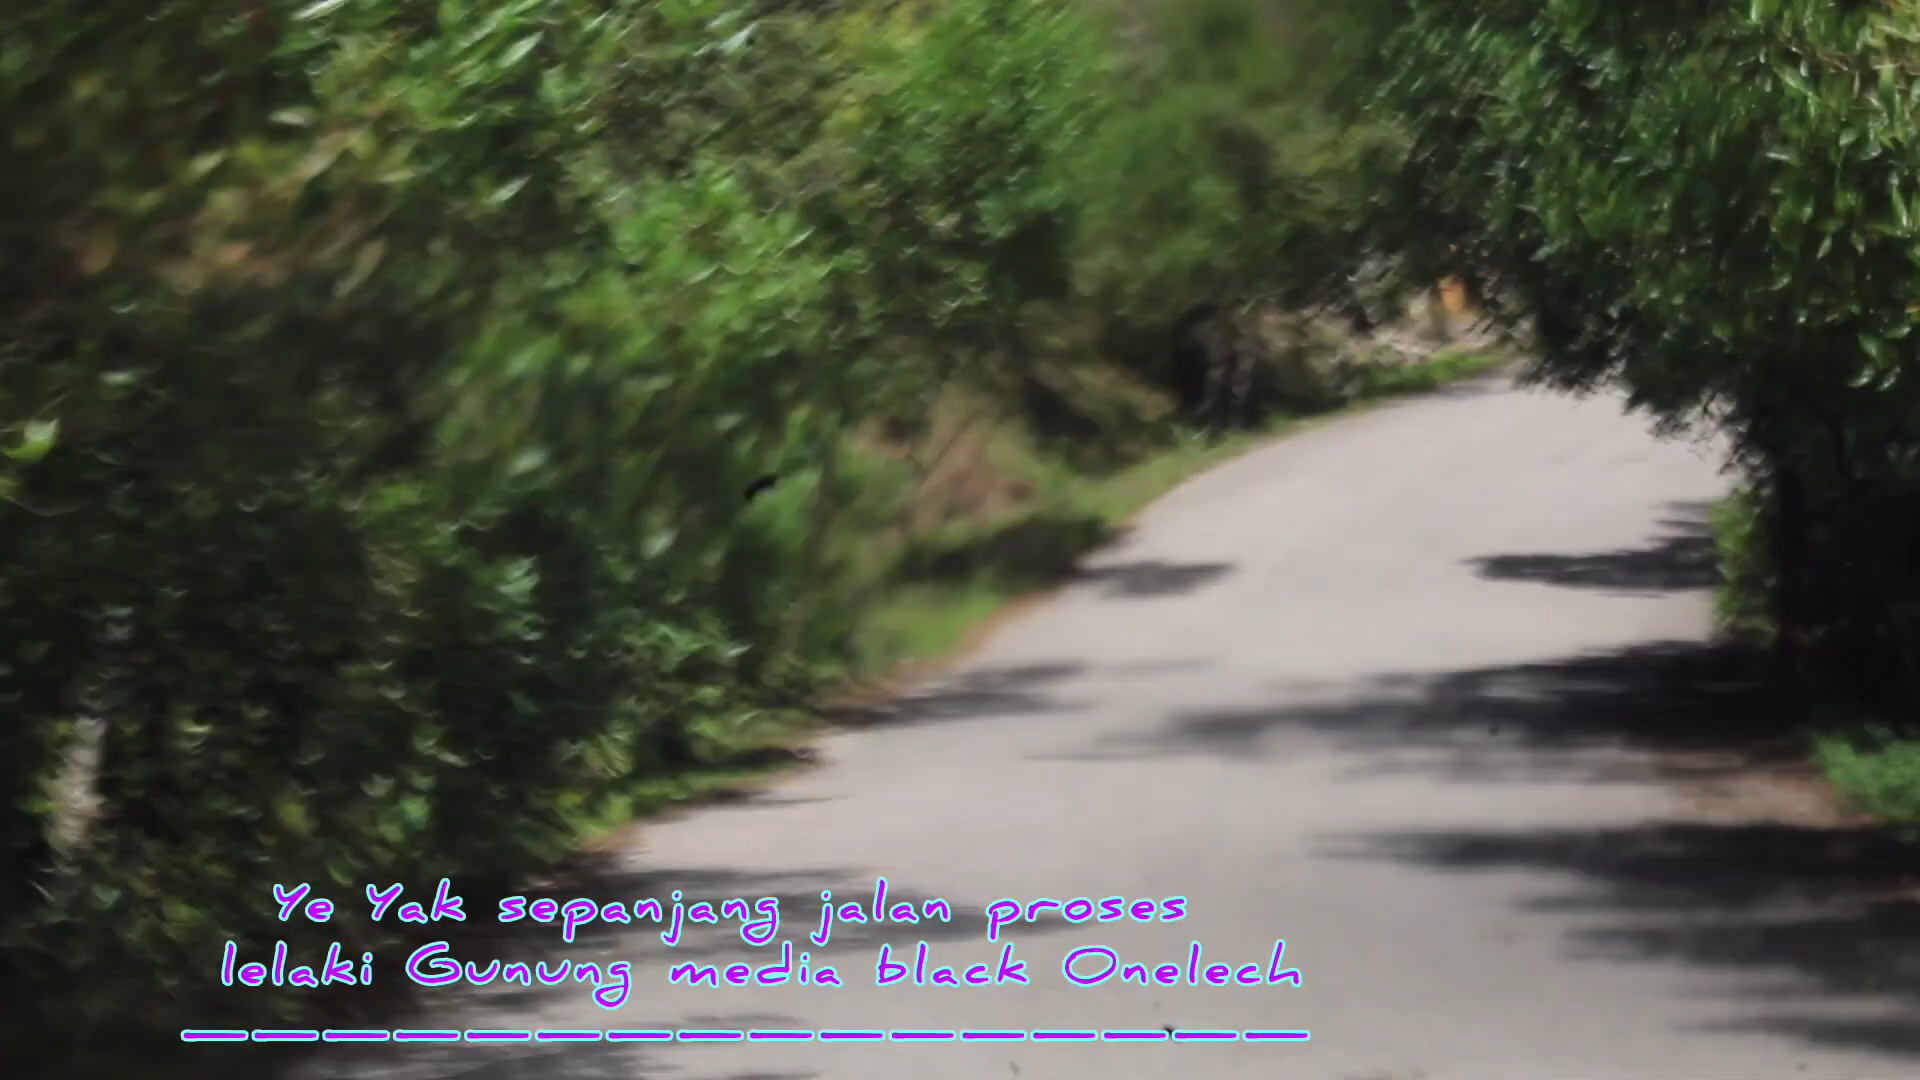 Ye Yak sepanjang jalan proses
lelaki Gunung media black Onelech
————————————————